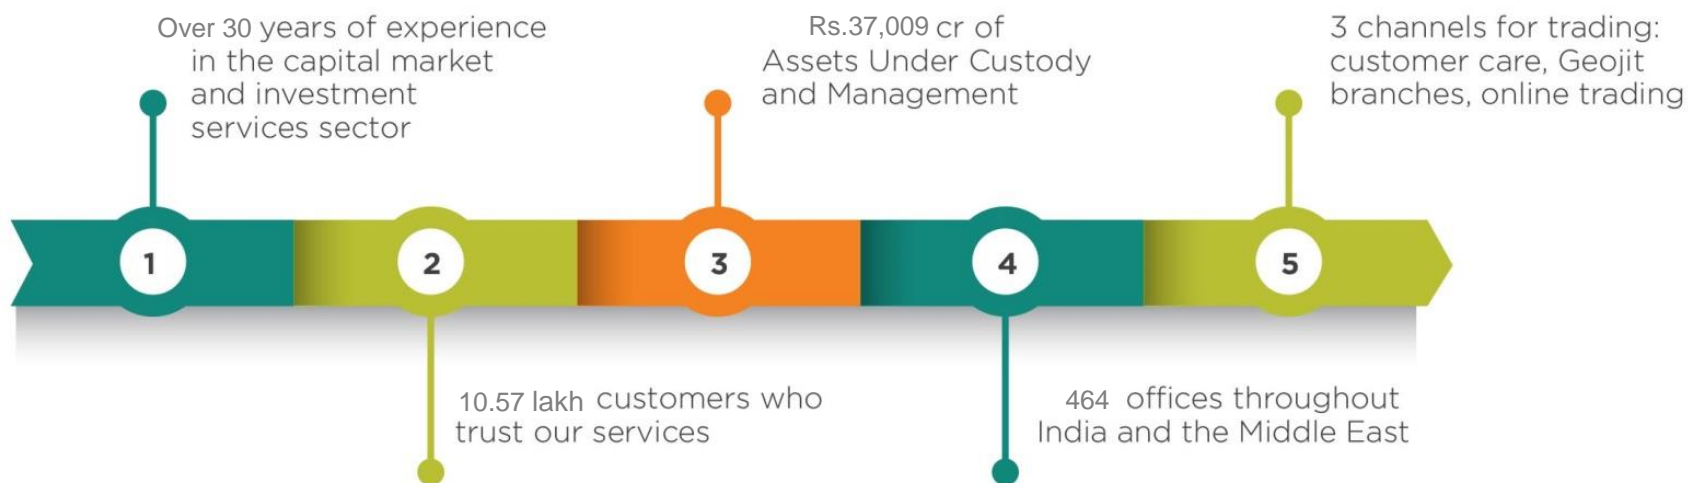 Over 30 years of experience
in the capital market
and investment
services sector
Rs.37,009 cr of
Assets Under Custody
and Management
3 channels for trading:
customer care, Geojit
branches, online trading
1
2
3
4
5
10.57 lakh customers who
trust our services
464 offices throughout
India and the Middle East